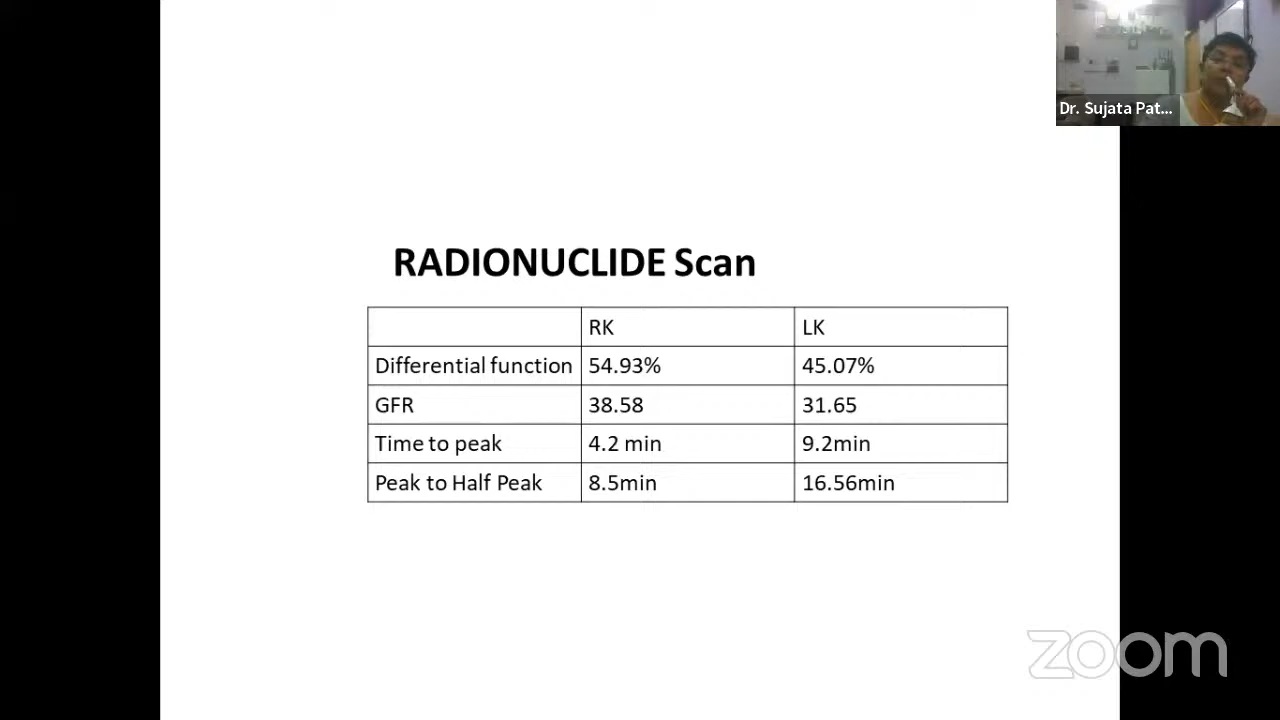 Dr. Sujata Pat...
RADIONUCLIDE Scan
RK LK
Differential function 54.93% 45.07%
GFR 38.58 31.65
Time to peak 4.2 min 9.2min
Peak to Half Peak 8.5min 16.56min
zoom